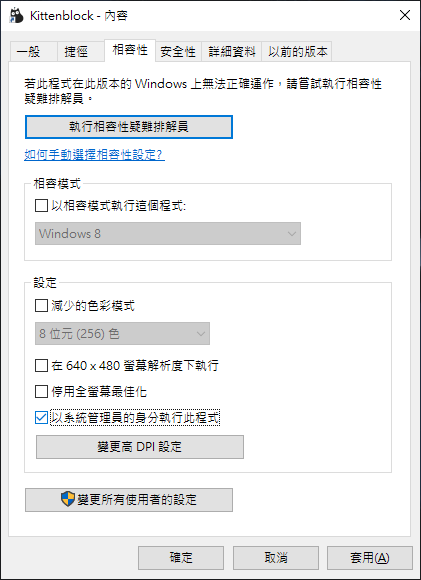 Kittenblock - 內容
一般
捷徑
相容性
安全性
詳細資料
以前的版本
若此程式在此版本的 Windows 上無法正確運作，請嘗試執行相容性
疑難排解員。
執行相容性疑難排解員
如何手動選擇相容性設定?
相容模式
以相容模式執行這個程式:
Windows 8
設定
減少的色彩模式
8 位元 (256) 色
在 640 x 480 螢幕解析度下執行
停用全螢幕最佳化
以系統管理員的身分執行此程式
變更高 DPI 設定
變更所有使用者的設定
確定
取消
套用(A)